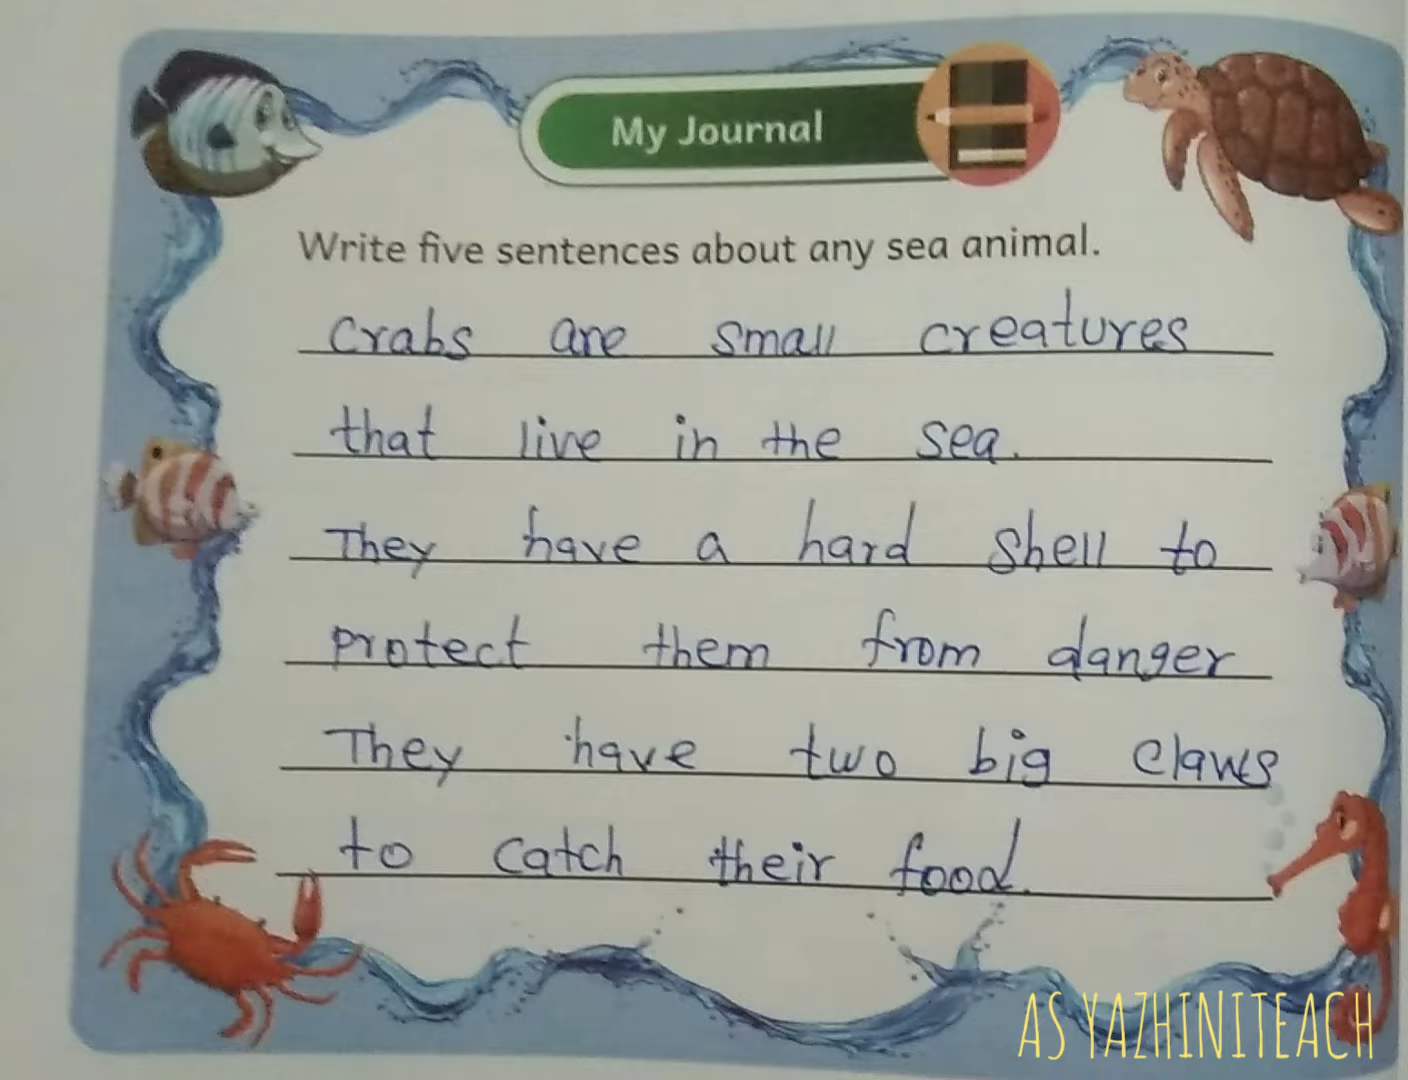 My Journal
Write five sentences about any sea animal.
crabs are small creatures
that live in the sea.
They have a hard shell to
protect them from danger
They have two big claws
to catch their food.
AS YAZHINITEACH